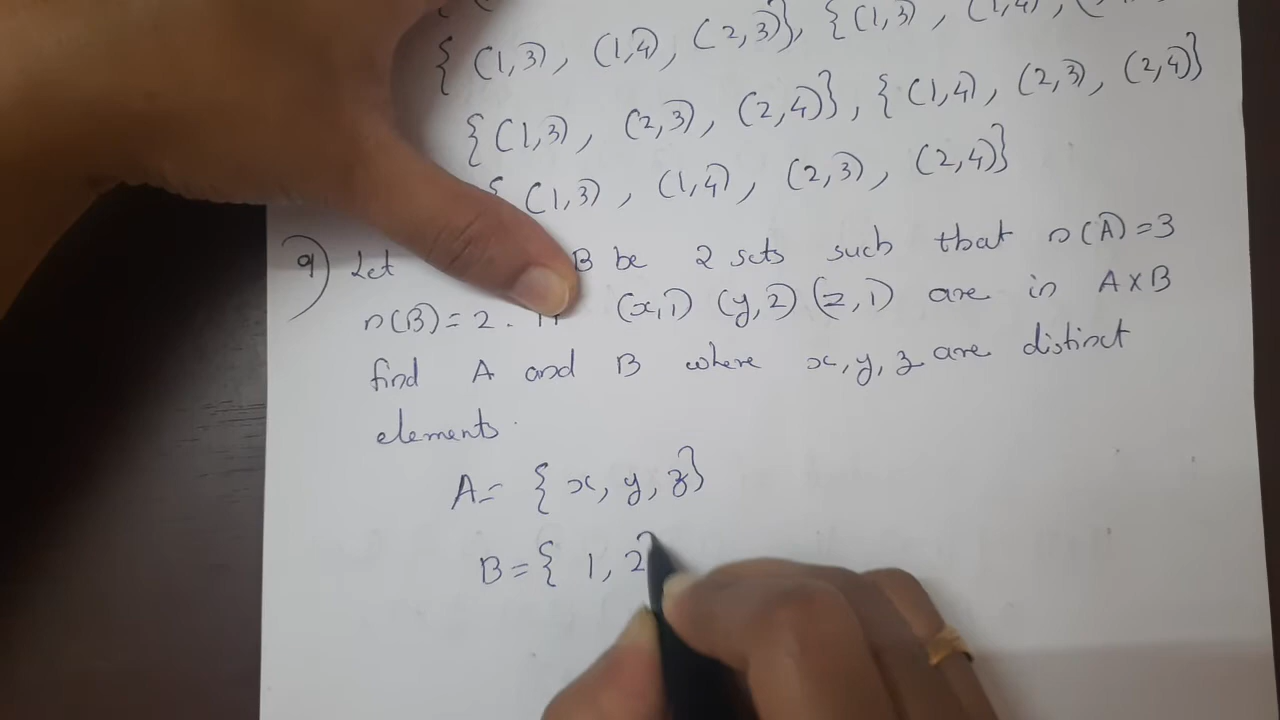 { (1,3) , (1,4) , (2,3)}, {(1,3) , (1,4) ,
{(1,3) , (2,3) , (2,4)} , {(1,4) , (2,3) , (2,4)}
{ (1,3) , (1,4) , (2,3) , (2,4)}
9) Let B be 2 sets such that n(A)=3
n(B)=2. (x,1) (y,2) (z,1) are in A×B
find A and B where x, y, z are distinct
elements.
A= { x, y, z}
B={ 1, 2